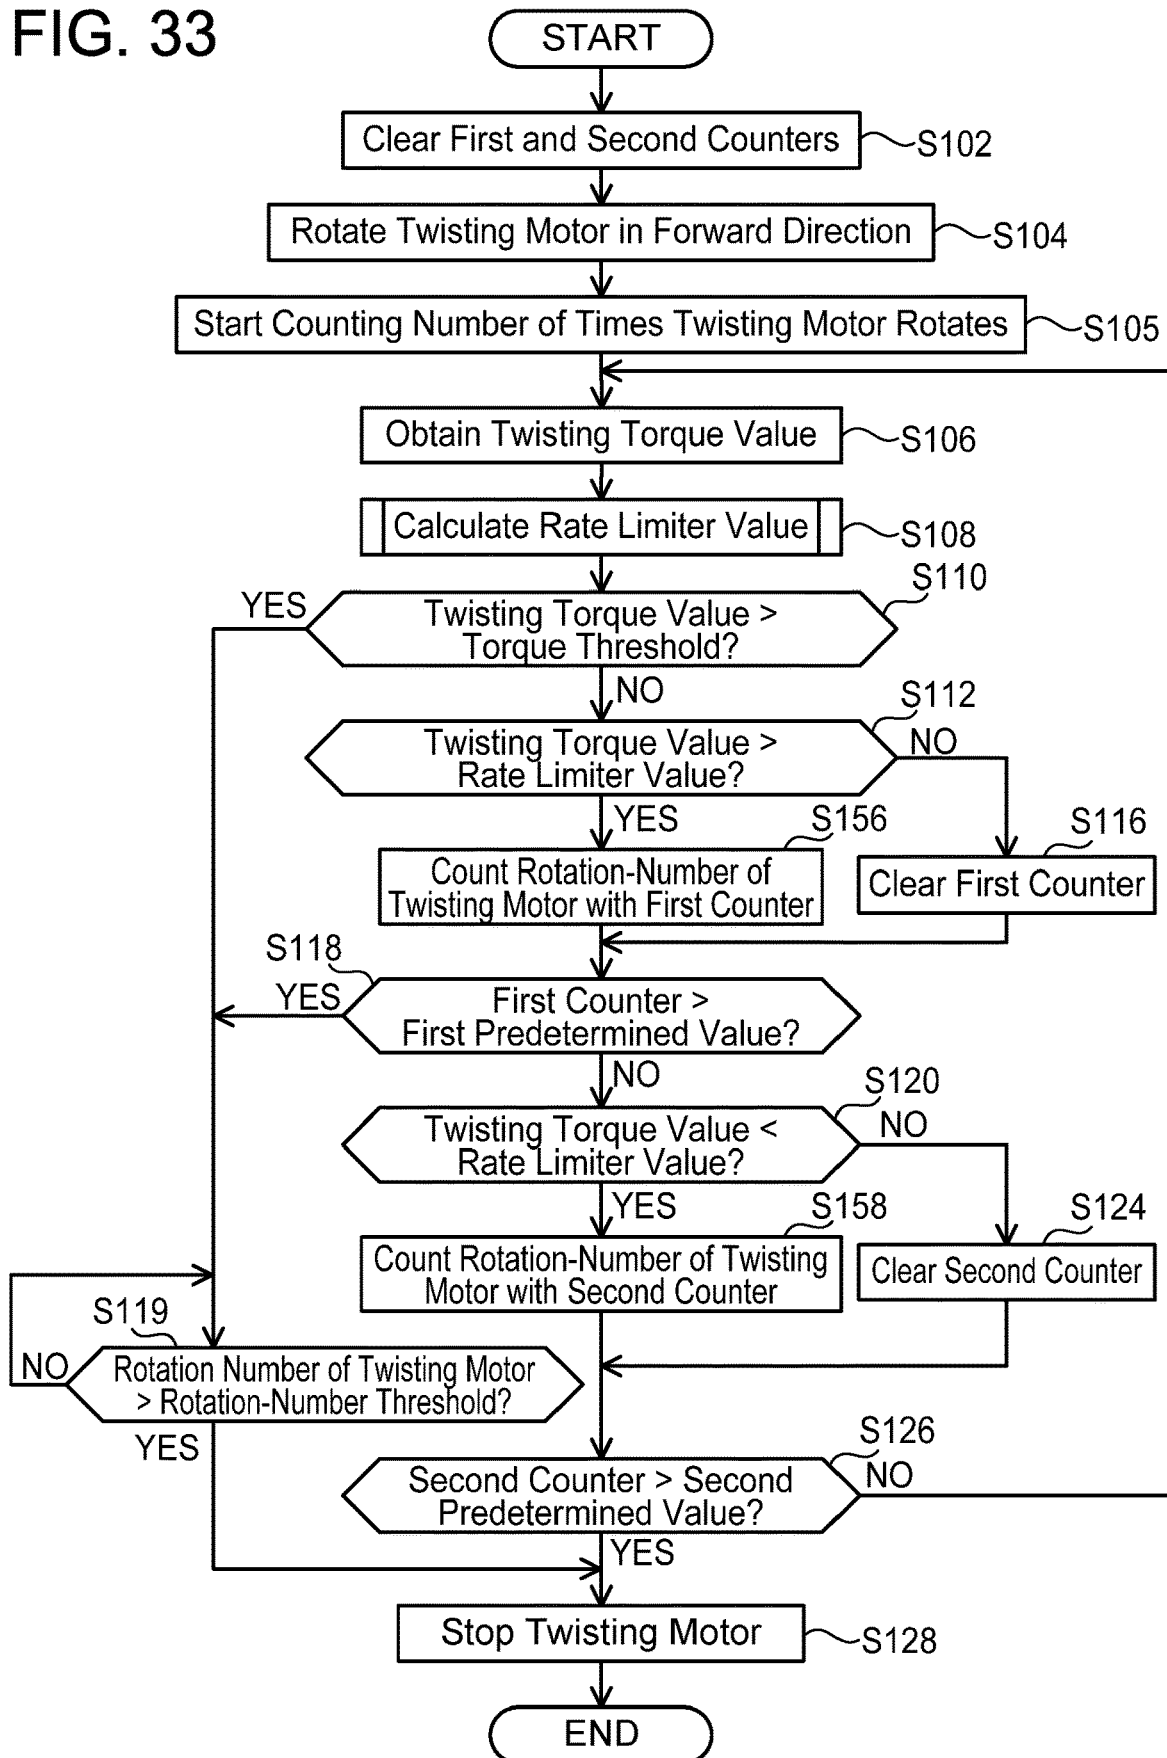 FIG. 33
START
Clear First and Second Counters
S102
Rotate Twisting Motor in Forward Direction
S104
Start Counting Number of Times Twisting Motor Rotates
S105
Obtain Twisting Torque Value
S106
Calculate Rate Limiter Value
S108
S110
YES
Twisting Torque Value >
Torque Threshold?
NO
S112
Twisting Torque Value >
Rate Limiter Value?
NO
YES
S156
S116
Count Rotation-Number of
Twisting Motor with First Counter
Clear First Counter
S118
YES
First Counter >
First Predetermined Value?
NO
S120
Twisting Torque Value <
Rate Limiter Value?
NO
YES
S158
S124
Count Rotation-Number of Twisting
Motor with Second Counter
Clear Second Counter
S119
NO
Rotation Number of Twisting Motor
> Rotation-Number Threshold?
YES
S126
Second Counter > Second
Predetermined Value?
NO
YES
Stop Twisting Motor
S128
END